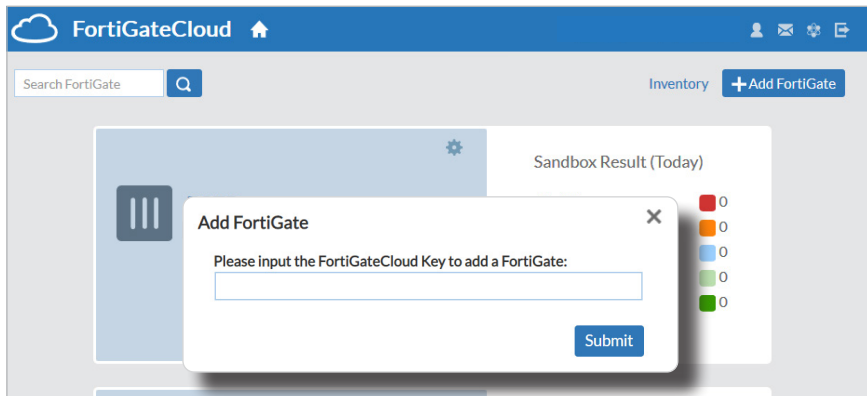 FortiGateCloud
Search FortiGate
Inventory
+Add FortiGate
Sandbox Result (Today)
0
0
0
0
0
Add FortiGate
Please input the FortiGateCloud Key to add a FortiGate:
Submit